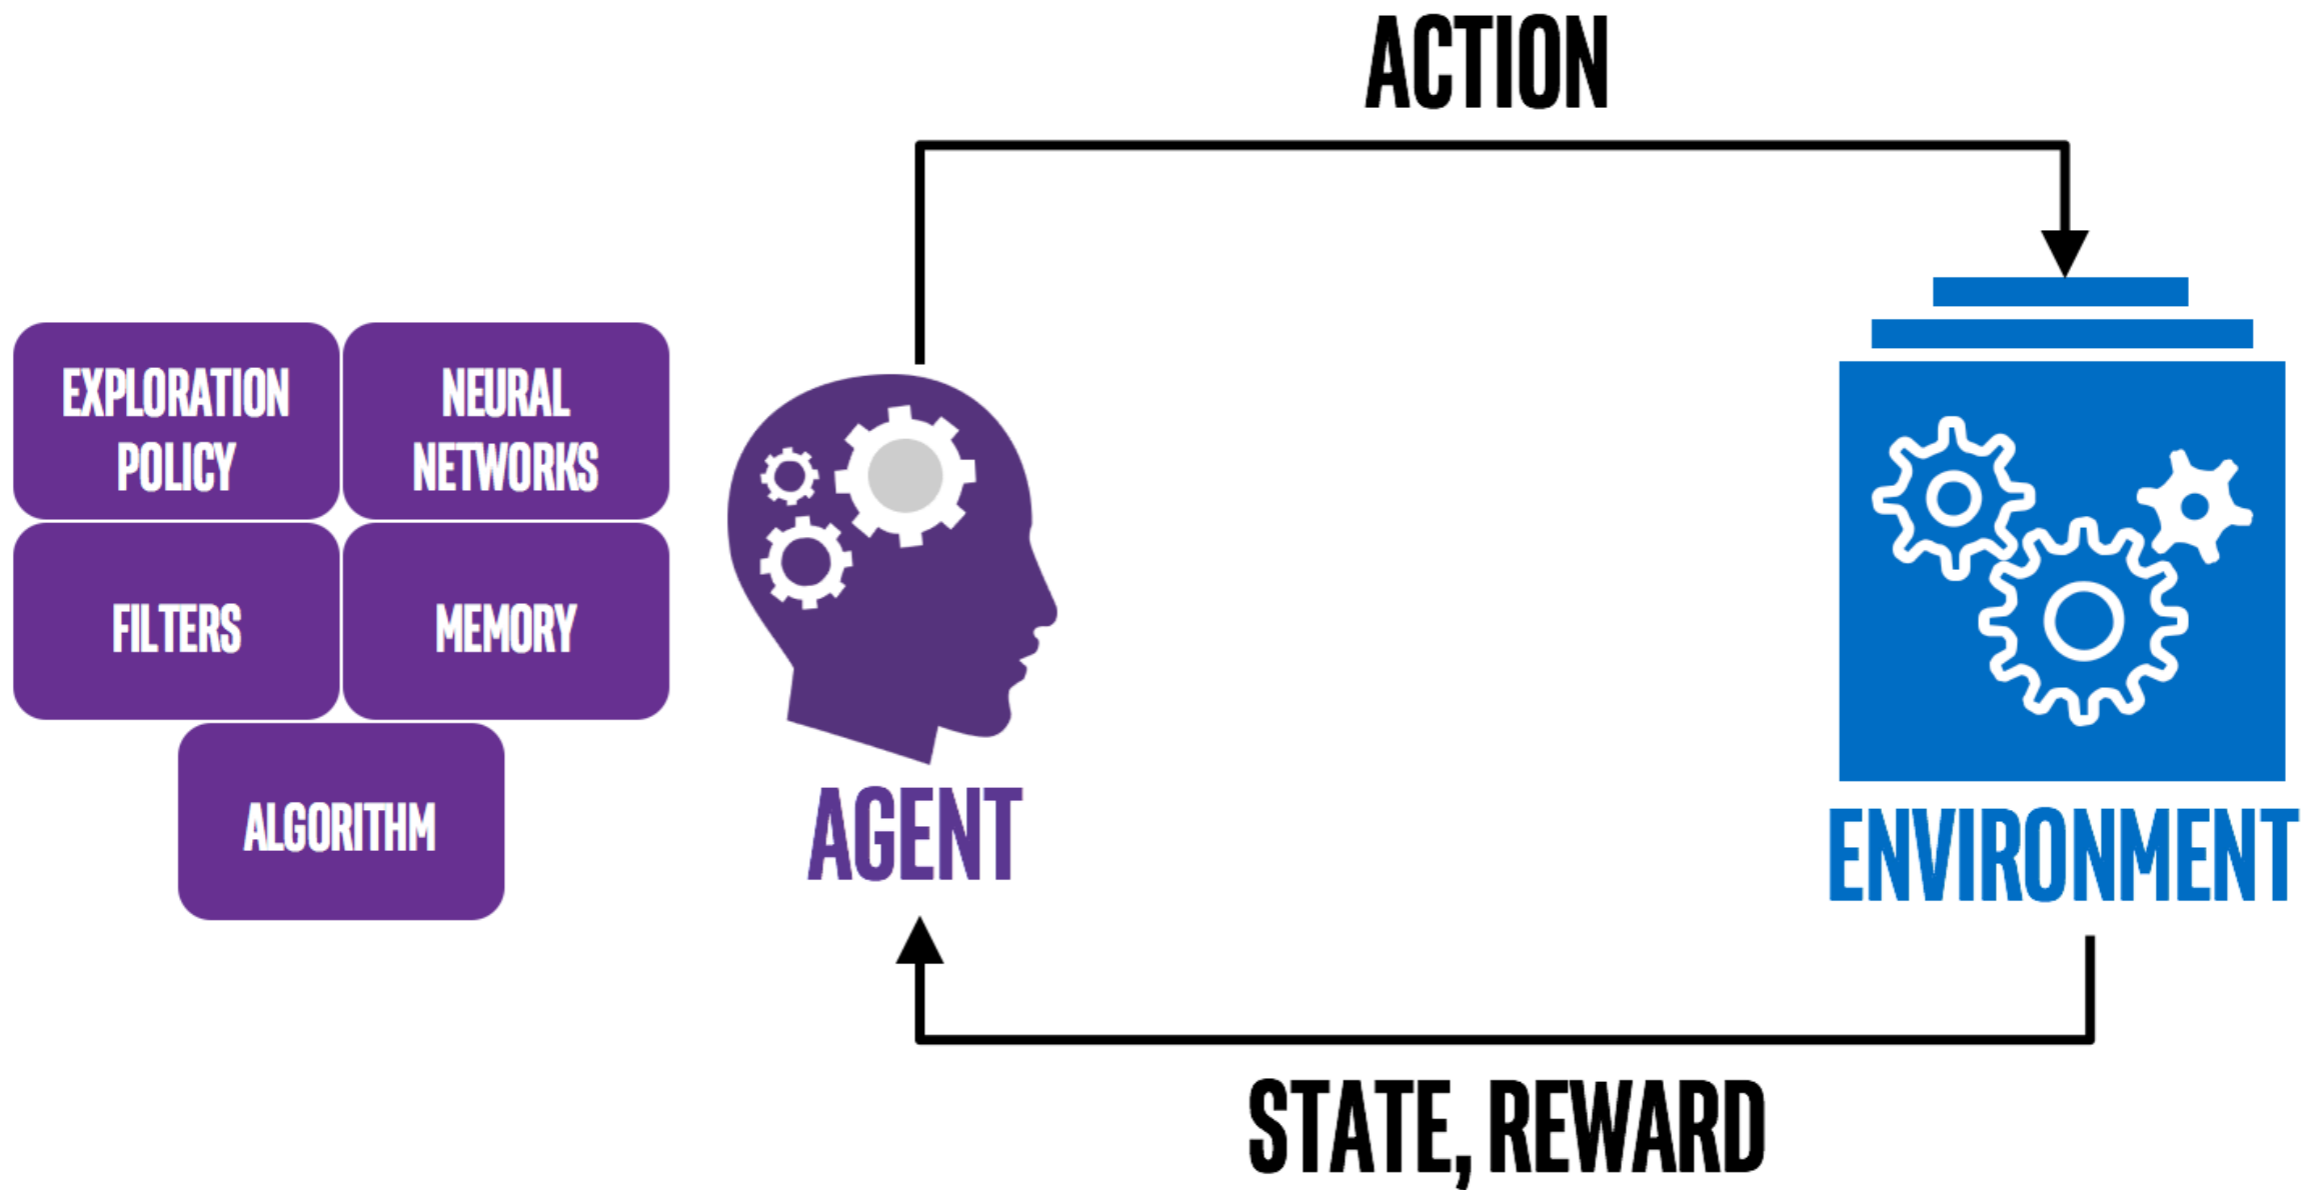 ACTION
EXPLORATION
POLICY
NEURAL
NETWORKS
FILTERS
MEMORY
ALGORITHM
AGENT
ENVIRONMENT
STATE, REWARD